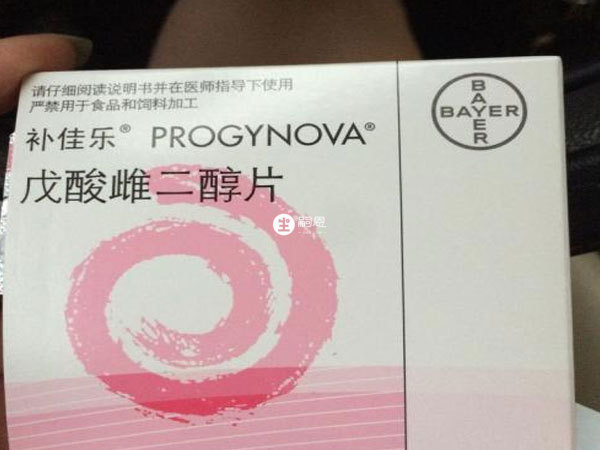 请仔细阅读说明书并在医师指导下使用
严禁用于食品和饲料加工
补佳乐® PROGYNOVA®
戊酸雌二醇片
BAYER
BAYER